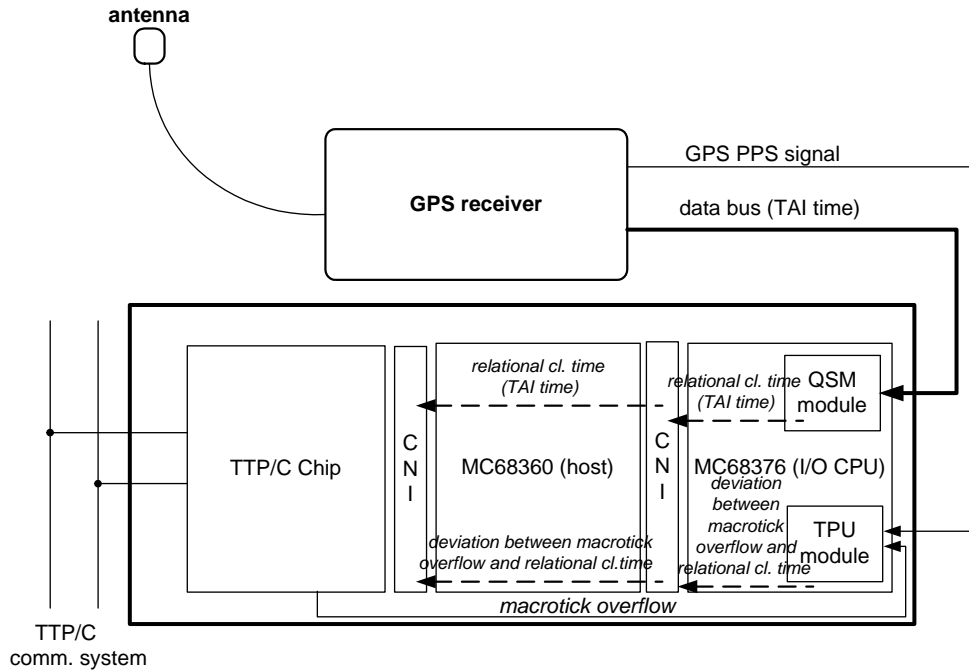 antenna
GPS PPS signal
GPS receiver
data bus (TAI time)
relational cl. time
(TAI time)
relational cl. time
(TAI time)
QSM
module
C
N
I
C
N
I
TTP/C Chip
MC68360 (host)
MC68376 (I/O CPU)
deviation between macrotick
overflow and relational cl.time
deviation
between
macrotick
overflow and
relational cl. time
TPU
module
macrotick overflow
TTP/C
comm. system